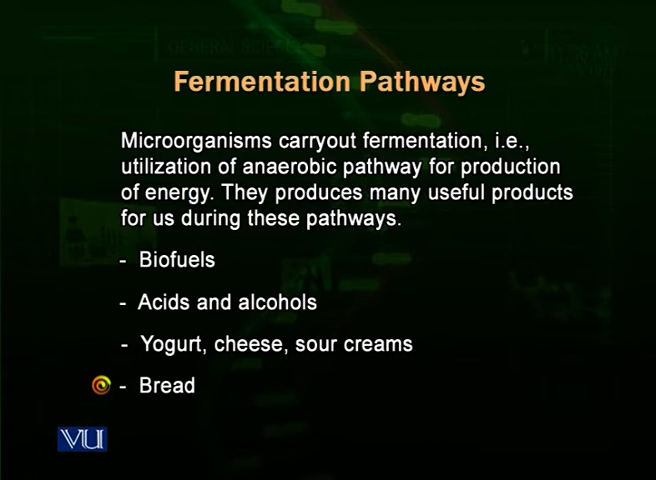 Fermentation Pathways
Microorganisms carryout fermentation, i.e.,
utilization of anaerobic pathway for production
of energy. They produces many useful products
for us during these pathways.
- Biofuels
- Acids and alcohols
- Yogurt, cheese, sour creams
- Bread
VU